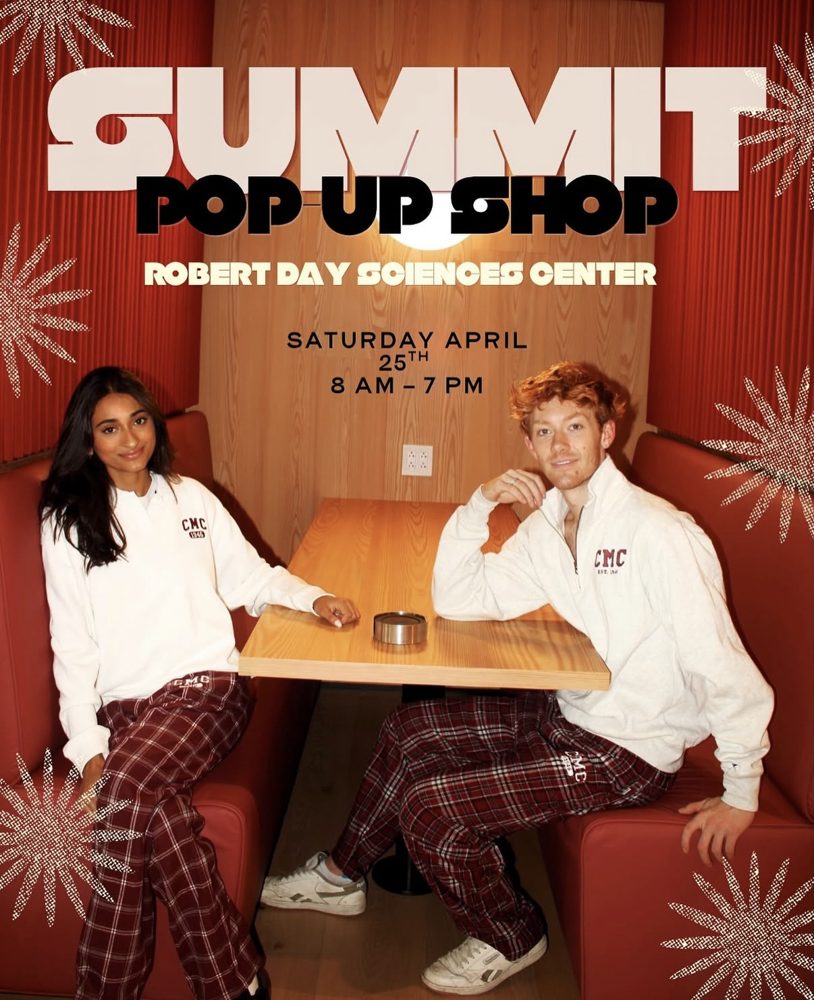 SUMMIT
POP-UP SHOP
ROBERT DAY SCIENCES CENTER
SATURDAY APRIL
25TH
8 AM – 7 PM
CMC
1946
CMC
EST.
CMC
CMC